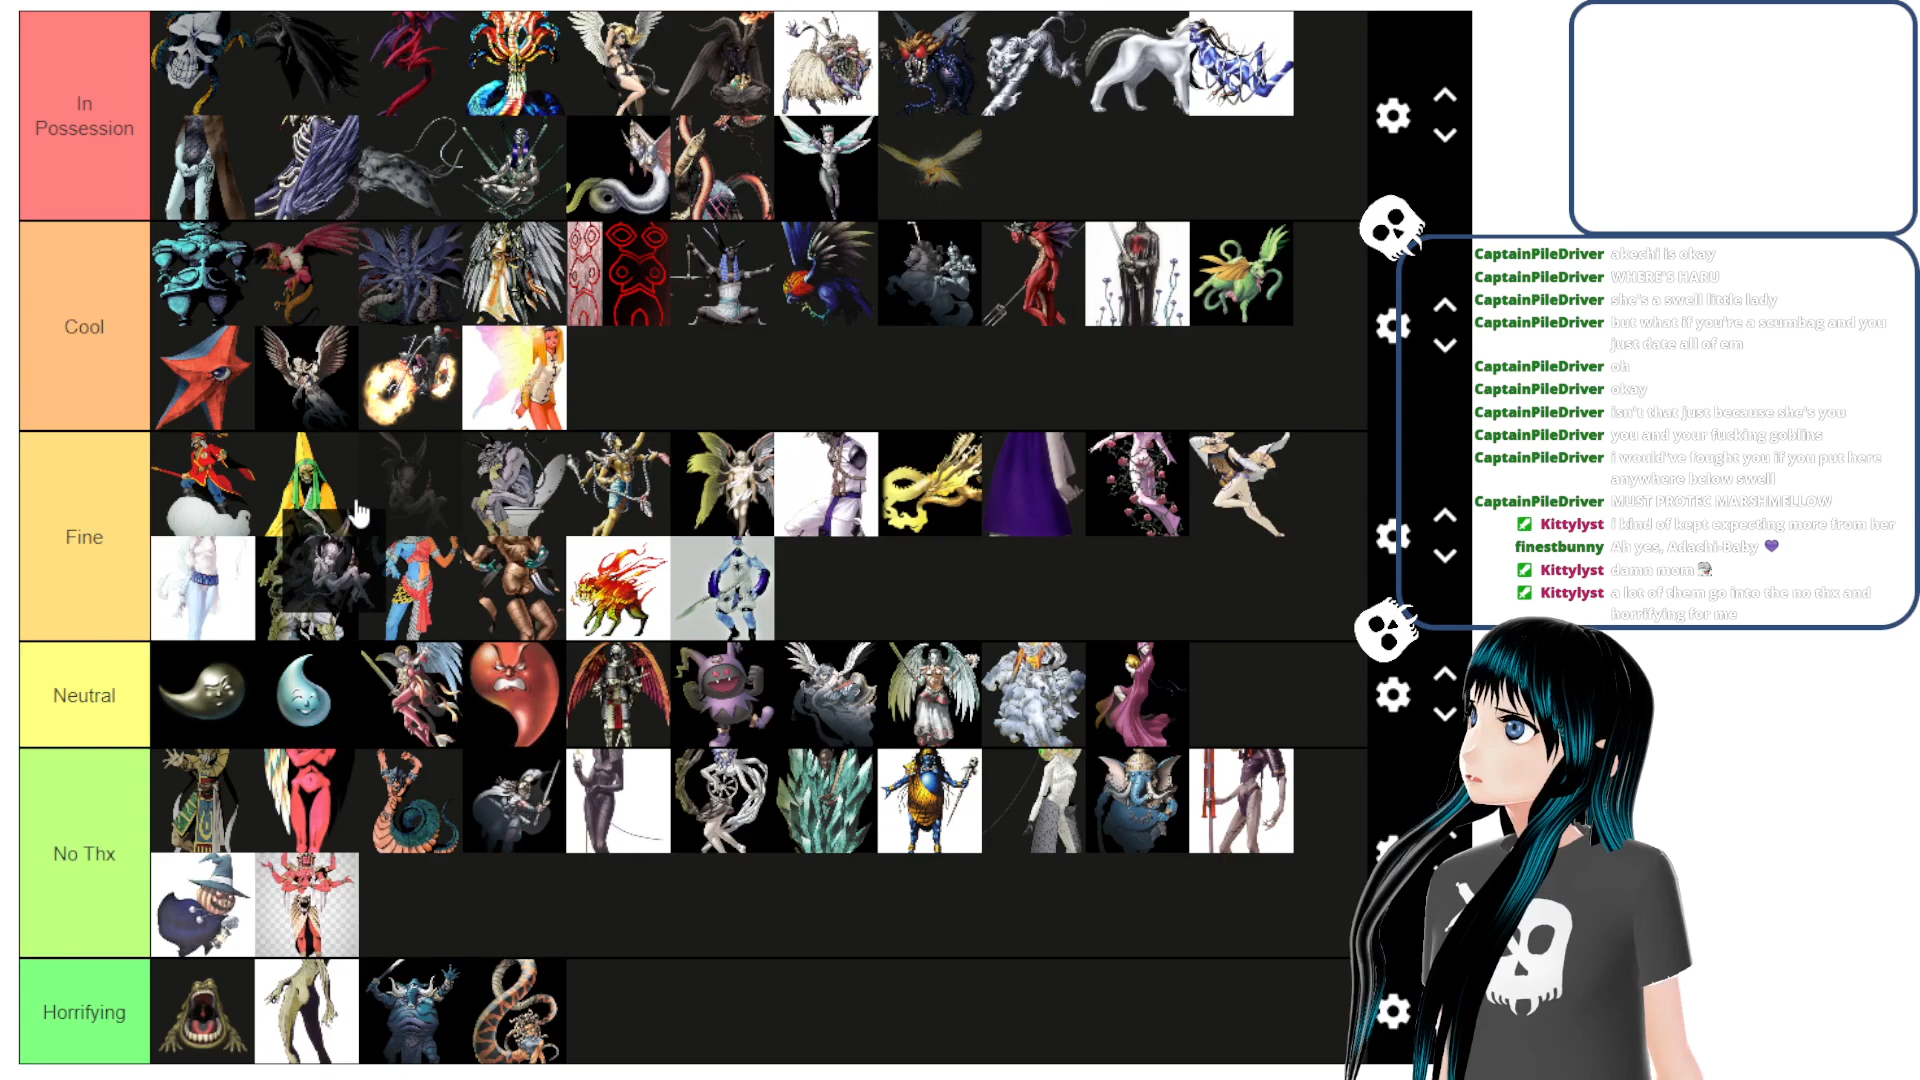 In
Possession
Cool
Fine
Neutral
No Thx
Horrifying
CaptainPileDriver akechi is okay
CaptainPileDriver WHERE'S HARU
CaptainPileDriver she's a swell little lady
CaptainPileDriver but what if you're a scumbag and you
just date all of em
CaptainPileDriver oh
CaptainPileDriver okay
CaptainPileDriver isn't that just because she's you
CaptainPileDriver you and your fucking goblins
CaptainPileDriver i would've fought you if you put here
anywhere below swell
CaptainPileDriver MUST PROTEC MARSHMELLOW
Kittylyst i kind of kept expecting more from her
finestbunny Ah yes, Adachi-Baby 💜
Kittylyst damn mom
Kittylyst a lot of them go into the no thx and
horrifying for me